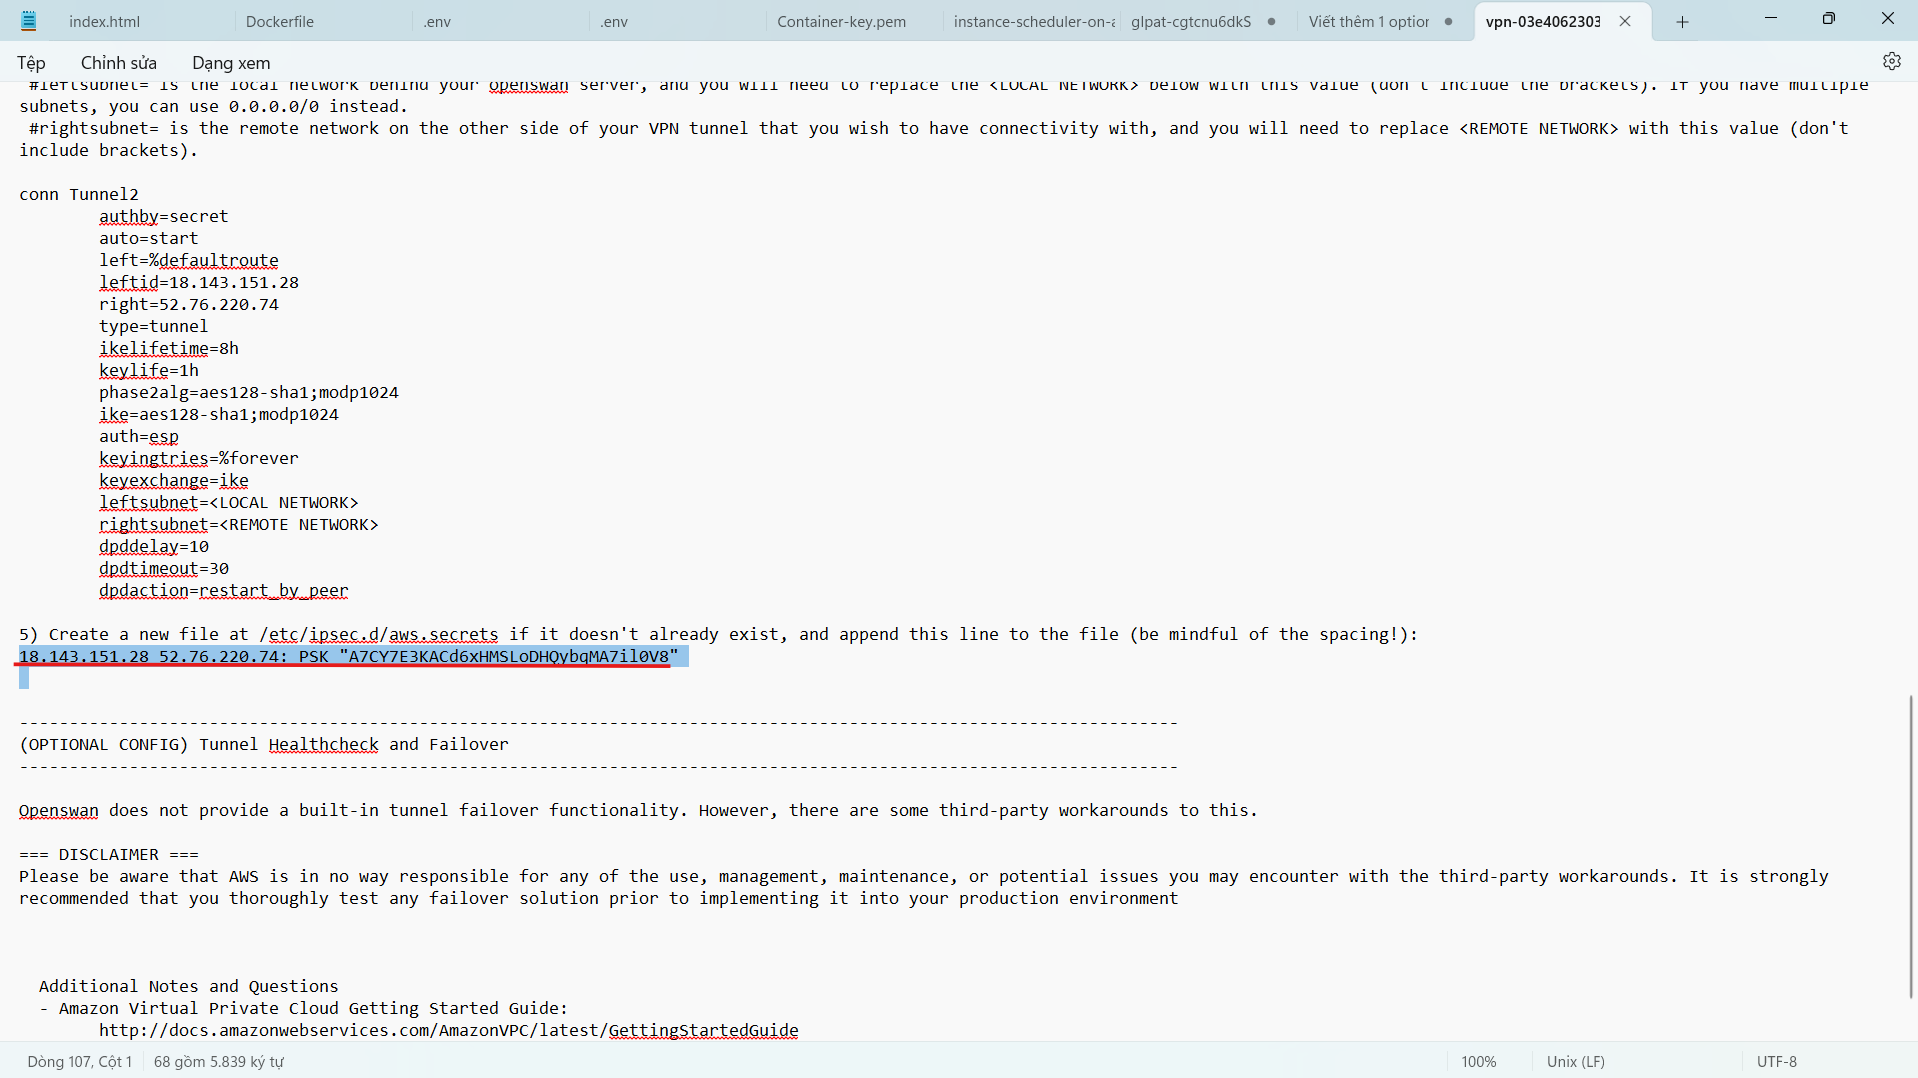 index.html
Dockerfile
.env
.env
Container-key.pem
instance-scheduler-on-a
glpat-cgtcnu6dkS
Viết thêm 1 option
vpn-03e4062303
Tệp
Chỉnh sửa
Dạng xem
#leftsubnet= is the local network behind your openswan server, and you will need to replace the <LOCAL NETWORK> below with this value (don't include the brackets). If you have multiple
subnets, you can use 0.0.0.0/0 instead.
#rightsubnet= is the remote network on the other side of your VPN tunnel that you wish to have connectivity with, and you will need to replace <REMOTE NETWORK> with this value (don't
include brackets).
conn Tunnel2
authby=secret
auto=start
left=%defaultroute
leftid=18.143.151.28
right=52.76.220.74
type=tunnel
ikelifetime=8h
keylife=1h
phase2alg=aes128-sha1;modp1024
ike=aes128-sha1;modp1024
auth=esp
keyingtries=%forever
keyexchange=ike
leftsubnet=<LOCAL NETWORK>
rightsubnet=<REMOTE NETWORK>
dpddelay=10
dpdtimeout=30
dpdaction=restart_by_peer
5) Create a new file at /etc/ipsec.d/aws.secrets if it doesn't already exist, and append this line to the file (be mindful of the spacing!):
18.143.151.28 52.76.220.74: PSK "A7CY7E3KACd6xHMSLoDHQybqMA7il0V8"
--------------------------------------------------------------------------------------------------------------------
(OPTIONAL CONFIG) Tunnel Healthcheck and Failover
--------------------------------------------------------------------------------------------------------------------
Openswan does not provide a built-in tunnel failover functionality. However, there are some third-party workarounds to this.
=== DISCLAIMER ===
Please be aware that AWS is in no way responsible for any of the use, management, maintenance, or potential issues you may encounter with the third-party workarounds. It is strongly
recommended that you thoroughly test any failover solution prior to implementing it into your production environment
Additional Notes and Questions
- Amazon Virtual Private Cloud Getting Started Guide:
http://docs.amazonwebservices.com/AmazonVPC/latest/GettingStartedGuide
Dòng 107, Cột 1
68 gồm 5.839 ký tự
100%
Unix (LF)
UTF-8